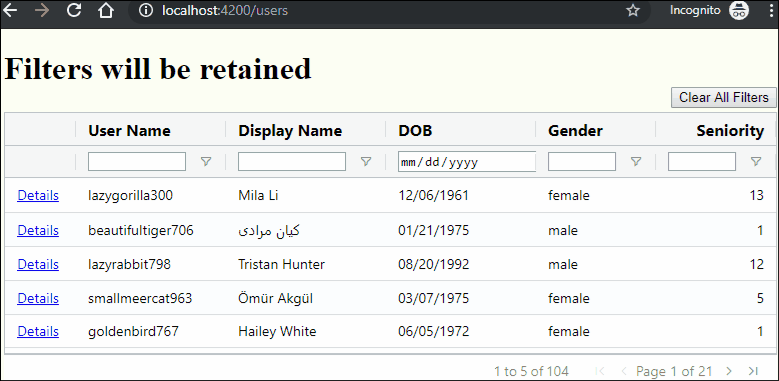 localhost:4200/users Incognito
Filters will be retained
Clear All Filters
User Name Display Name DOB Gender Seniority
mm/dd/yyyy
Details lazygorilla300 Mila Li 12/06/1961 female 13
Details beautifultiger706 کیان مرادی 01/21/1975 male 1
Details lazyrabbit798 Tristan Hunter 08/20/1992 male 12
Details smallmeercat963 Ömür Akgül 03/07/1975 female 5
Details goldenbird767 Hailey White 06/05/1972 female 1
1 to 5 of 104 Page 1 of 21